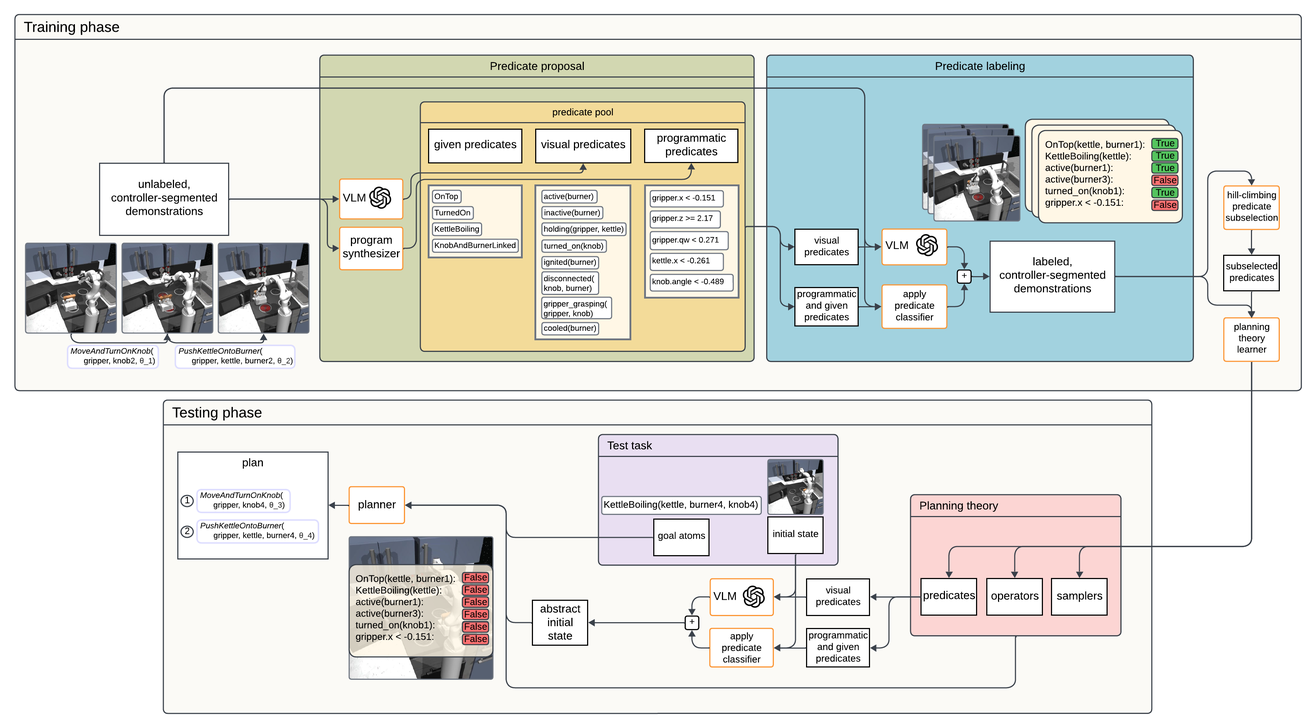 Training phase
Predicate proposal
predicate pool
given predicates
visual predicates
programmatic
predicates
OnTop
TurnedOn
KettleBoiling
KnobAndBurnerLinked
active(burner)
inactive(burner)
holding(gripper, kettle)
turned_on(knob)
ignited(burner)
disconnected(
knob, burner)
gripper_grasping(
gripper, knob)
cooled(burner)
gripper.x < -0.151
gripper.z >= 2.17
gripper.qw < 0.271
kettle.x < -0.261
knob.angle < -0.489
unlabeled,
controller-segmented
demonstrations
VLM
program
synthesizer
MoveAndTurnOnKnob(
gripper, knob2, θ_1)
PushKettleOntoBurner(
gripper, kettle, burner2, θ_2)
Predicate labeling
OnTop(kettle, burner1): True
KettleBoiling(kettle): True
active(burner1): True
active(burner3): False
turned_on(knob1): True
gripper.x < -0.151: False
visual
predicates
VLM
programmatic
and given
predicates
apply
predicate
classifier
+
labeled,
controller-segmented
demonstrations
hill-climbing
predicate
subselection
subselected
predicates
planning
theory
learner
Testing phase
plan
1 MoveAndTurnOnKnob(
gripper, knob4, θ_3)
2 PushKettleOntoBurner(
gripper, kettle, burner4, θ_4)
planner
OnTop(kettle, burner1): False
KettleBoiling(kettle): False
active(burner1): False
active(burner3): False
turned_on(knob1): False
gripper.x < -0.151: False
Test task
KettleBoiling(kettle, burner4, knob4)
goal atoms
initial state
abstract
initial
state
+
VLM
apply
predicate
classifier
visual
predicates
programmatic
and given
predicates
Planning theory
predicates
operators
samplers